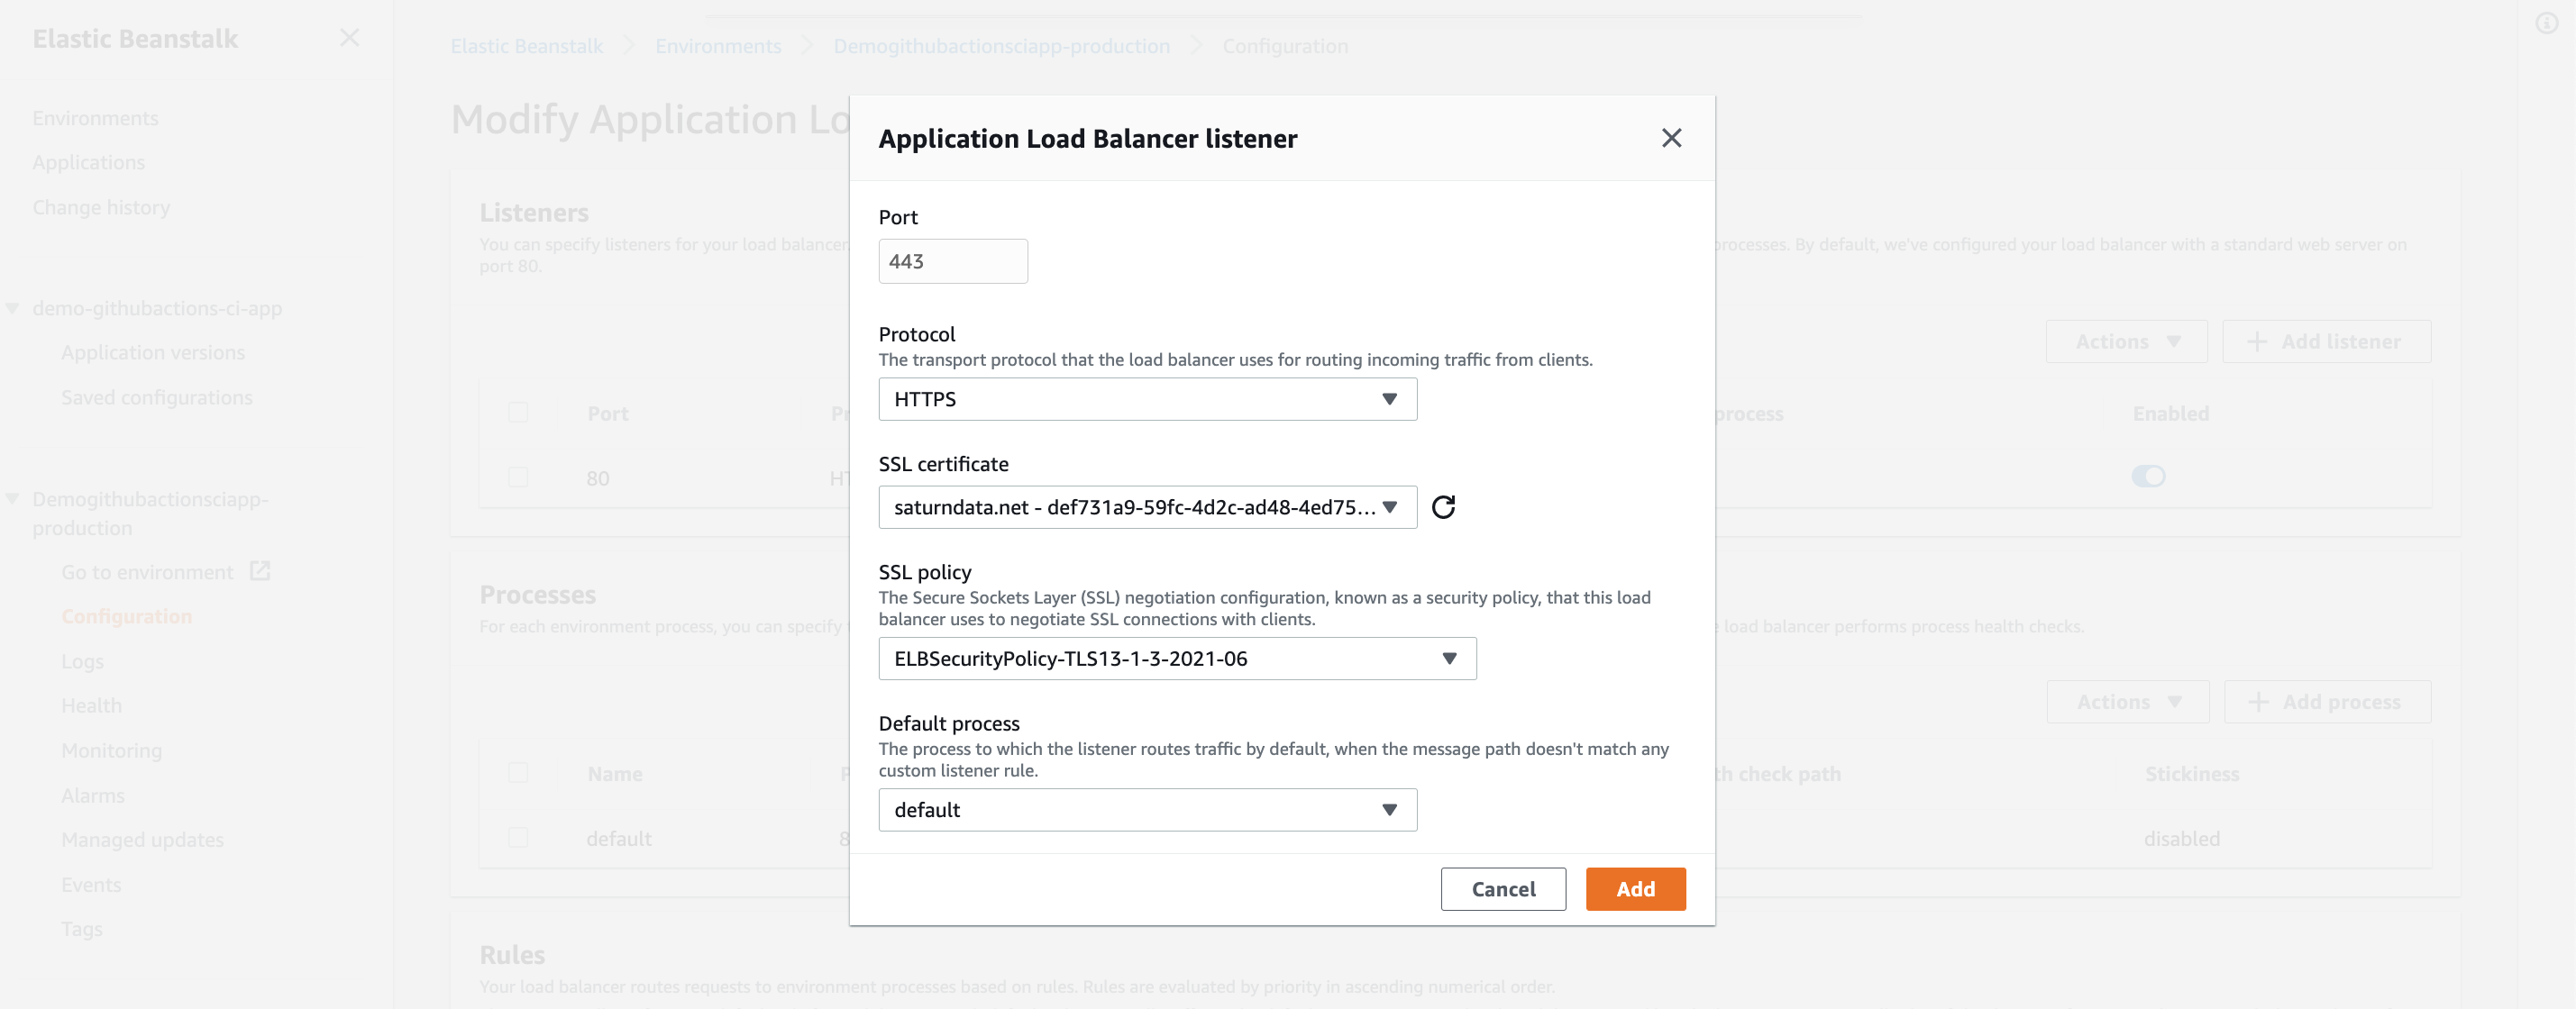 Elastic Beanstalk
Environments
Applications
Change history
demo-githubactions-ci-app
Application versions
Saved configurations
Demogithubactionsciapp-
production
Go to environment
Configuration
Logs
Health
Monitoring
Alarms
Managed updates
Events
Tags
Elastic Beanstalk Environments Demogithubactionsciapp-production Configuration
Modify Application Lo
Listeners
You can specify listeners for your load balancer. processes. By default, we've configured your load balancer with a standard web server on
port 80.
Actions + Add listener
Port Pr process Enabled
80 HT
Processes
For each environment process, you can specify load balancer performs process health checks.
Actions + Add process
Name P th check path Stickiness
default 8 disabled
Rules
Your load balancer routes requests to environment processes based on rules. Rules are evaluated by priority in ascending numerical order.
Application Load Balancer listener
Port
443
Protocol
The transport protocol that the load balancer uses for routing incoming traffic from clients.
HTTPS
SSL certificate
saturndata.net - def731a9-59fc-4d2c-ad48-4ed75...
SSL policy
The Secure Sockets Layer (SSL) negotiation configuration, known as a security policy, that this load
balancer uses to negotiate SSL connections with clients.
ELBSecurityPolicy-TLS13-1-3-2021-06
Default process
The process to which the listener routes traffic by default, when the message path doesn't match any
custom listener rule.
default
Cancel Add